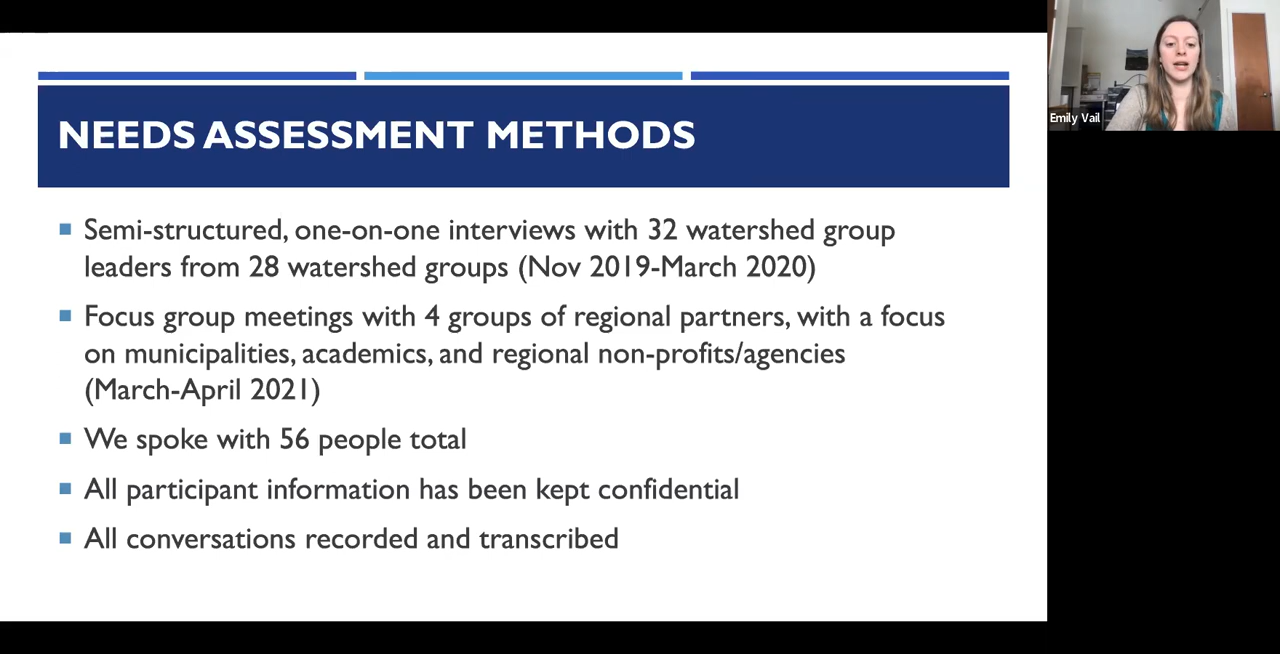 NEEDS ASSESSMENT METHODS
Semi-structured, one-on-one interviews with 32 watershed group
leaders from 28 watershed groups (Nov 2019-March 2020)
Focus group meetings with 4 groups of regional partners, with a focus
on municipalities, academics, and regional non-profits/agencies
(March-April 2021)
We spoke with 56 people total
All participant information has been kept confidential
All conversations recorded and transcribed
Emily Vail